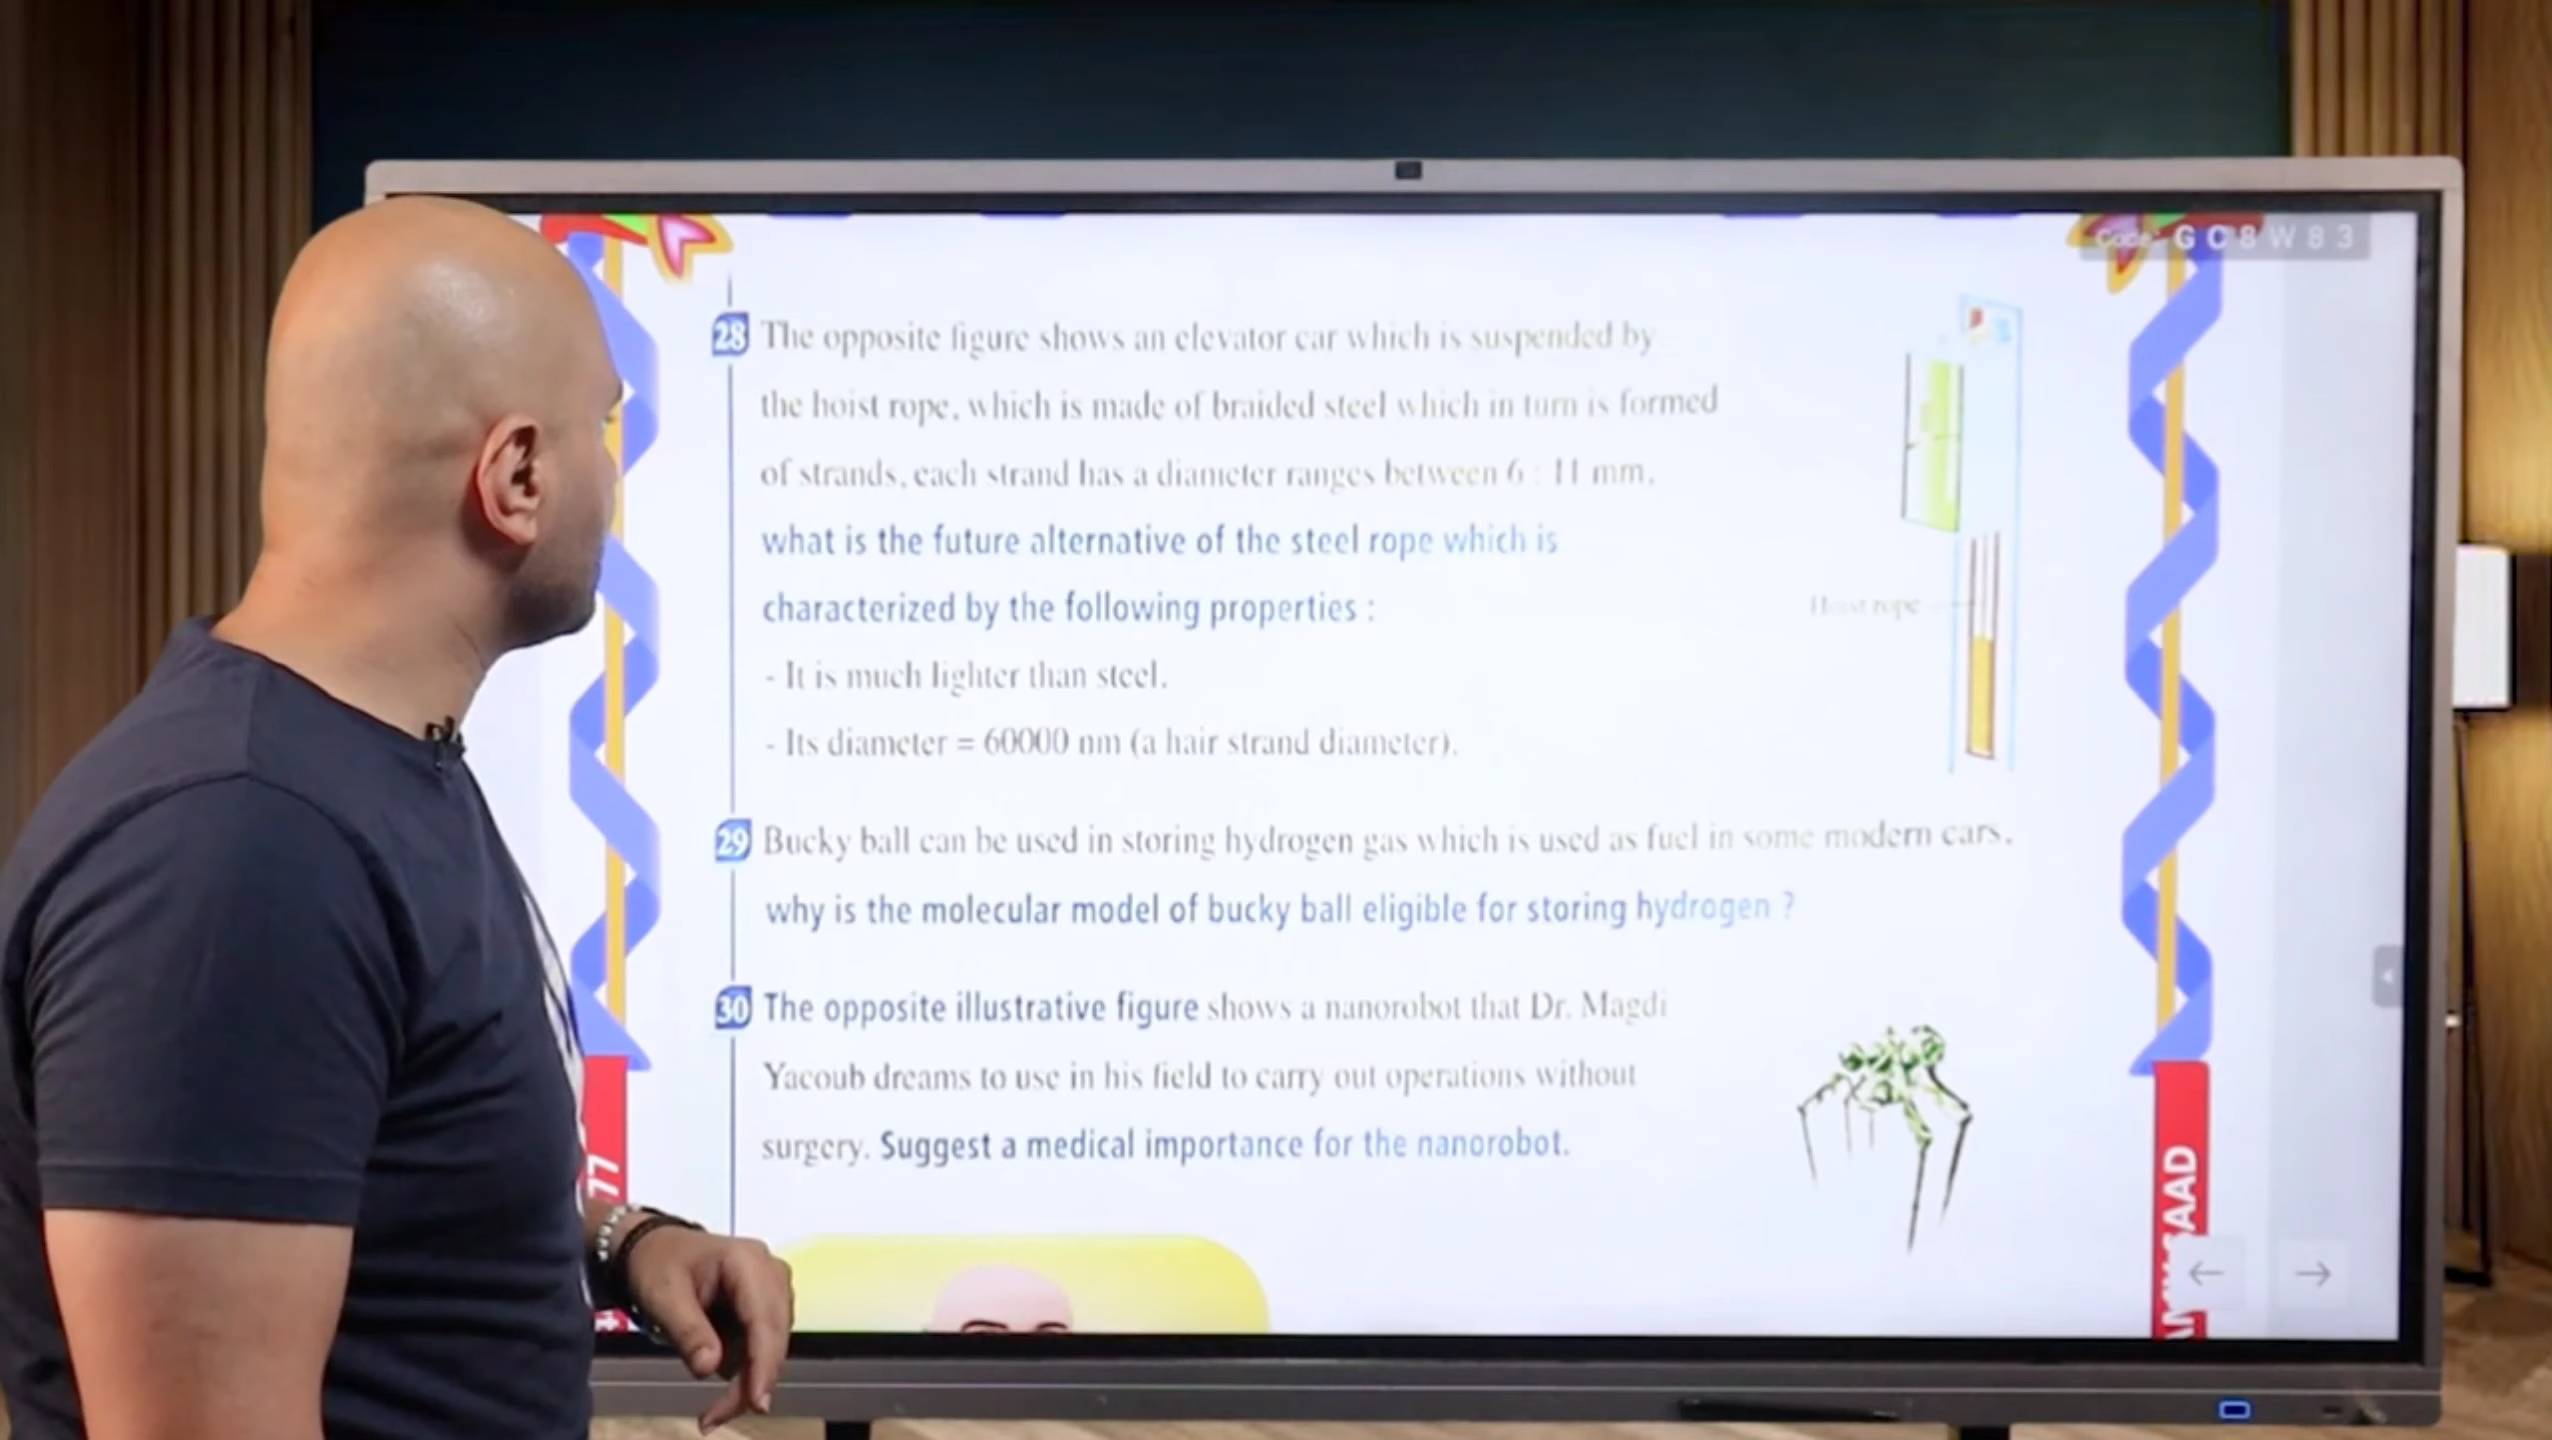 Code: GC8W83
28 The opposite figure shows an elevator car which is suspended by
the hoist rope, which is made of braided steel which in turn is formed
of strands, each strand has a diameter ranges between 6 : 11 mm.
what is the future alternative of the steel rope which is
characterized by the following properties :
- It is much lighter than steel.
- Its diameter = 60000 nm (a hair strand diameter).
Hoist rope
29 Bucky ball can be used in storing hydrogen gas which is used as fuel in some modern cars.
why is the molecular model of bucky ball eligible for storing hydrogen ?
30 The opposite illustrative figure shows a nanorobot that Dr. Magdi
Yacoub dreams to use in his field to carry out operations without
surgery. Suggest a medical importance for the nanorobot.
77
AAD